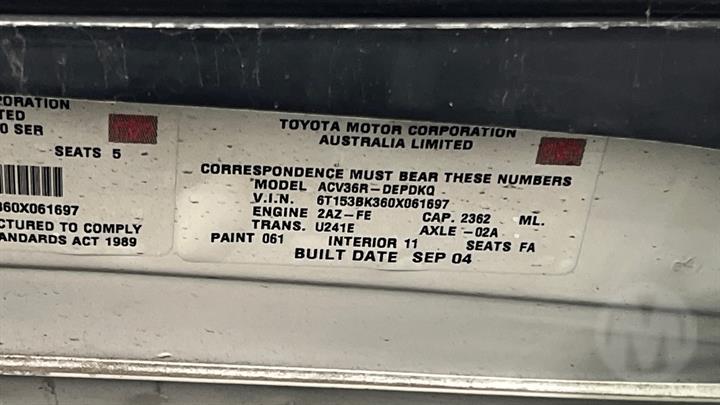 PORATION
TED
0 SER
SEATS 5
360X061697
CTURED TO COMPLY
TANDARDS ACT 1989
TOYOTA MOTOR CORPORATION
AUSTRALIA LIMITED
CORRESPONDENCE MUST BEAR THESE NUMBERS
MODEL ACV36R-DEPDKQ
V.I.N. 6T153BK360X061697
ENGINE 2AZ-FE CAP. 2362 ML.
TRANS. U241E AXLE -02A
PAINT 061 INTERIOR 11 SEATS FA
BUILT DATE SEP 04
M